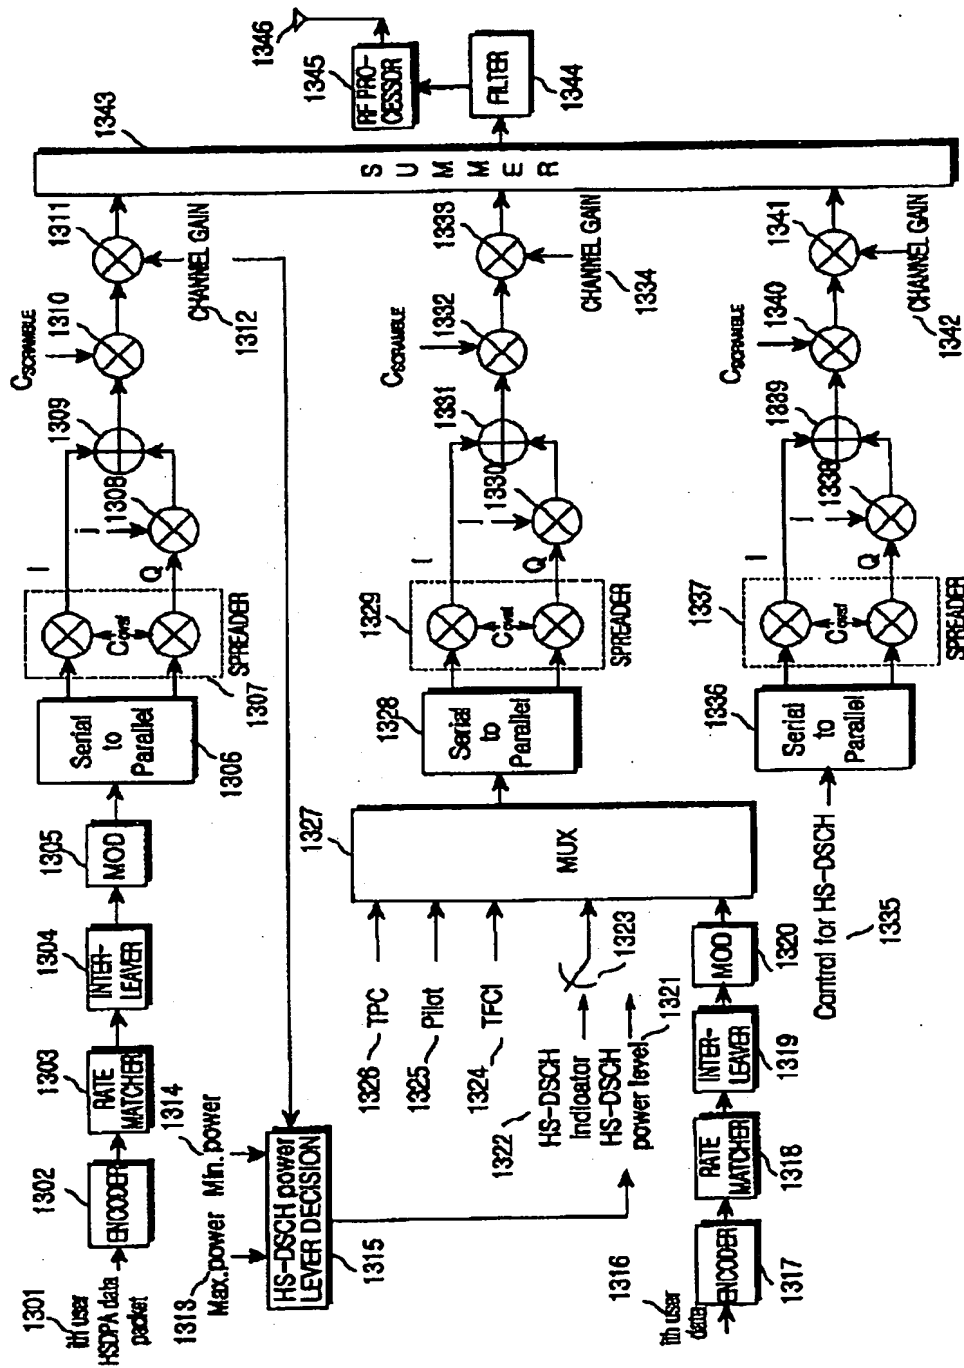 1301
ith user
HSDPA data
packet
1302
ENCODER
1303
RATE
MATCHER
1304
INTER-
LEAVER
1305
MOD
1306
Serial
to
Parallel
1307
SPREADER
Covsf
I
Q
j
1308
1309
CSCRAMBLE
1310
1311
CHANNEL GAIN
1312
1313
Max.power
1314
Min.power
HS-DSCH power
LEVER DECISION
1315
1326
TPC
1325
Pilot
1324
TFCI
1322
HS-DSCH
Indicator
1323
HS-DSCH
power level
1321
1316
ith user
data
ENCODER
1317
RATE
MATCHER
1318
INTER-
LEAVER
1319
MOD
1320
1327
MUX
1328
Serial
to
Parallel
1329
SPREADER
Covsf
I
Q
j
1330
1331
CSCRAMBLE
1332
1333
CHANNEL GAIN
1334
Control for HS-DSCH
1335
1336
Serial
to
Parallel
1337
SPREADER
Covsf
I
Q
j
1338
1339
CSCRAMBLE
1340
1341
CHANNEL GAIN
1342
1343
SUMMER
FILTER
1344
1345
RF PRO-
CESSOR
1346